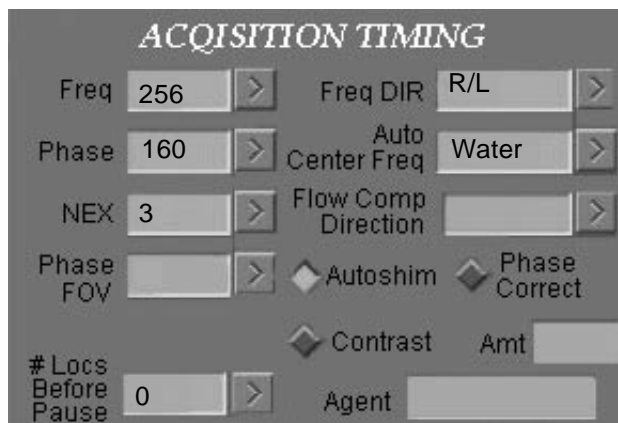 ACQISITION TIMING
Freq 256 > Freq DIR R/L >
Phase 160 > Auto Center Freq Water >
NEX 3 > Flow Comp Direction >
Phase FOV > Autoshim Phase Correct
Contrast Amt
# Locs Before Pause 0 > Agent